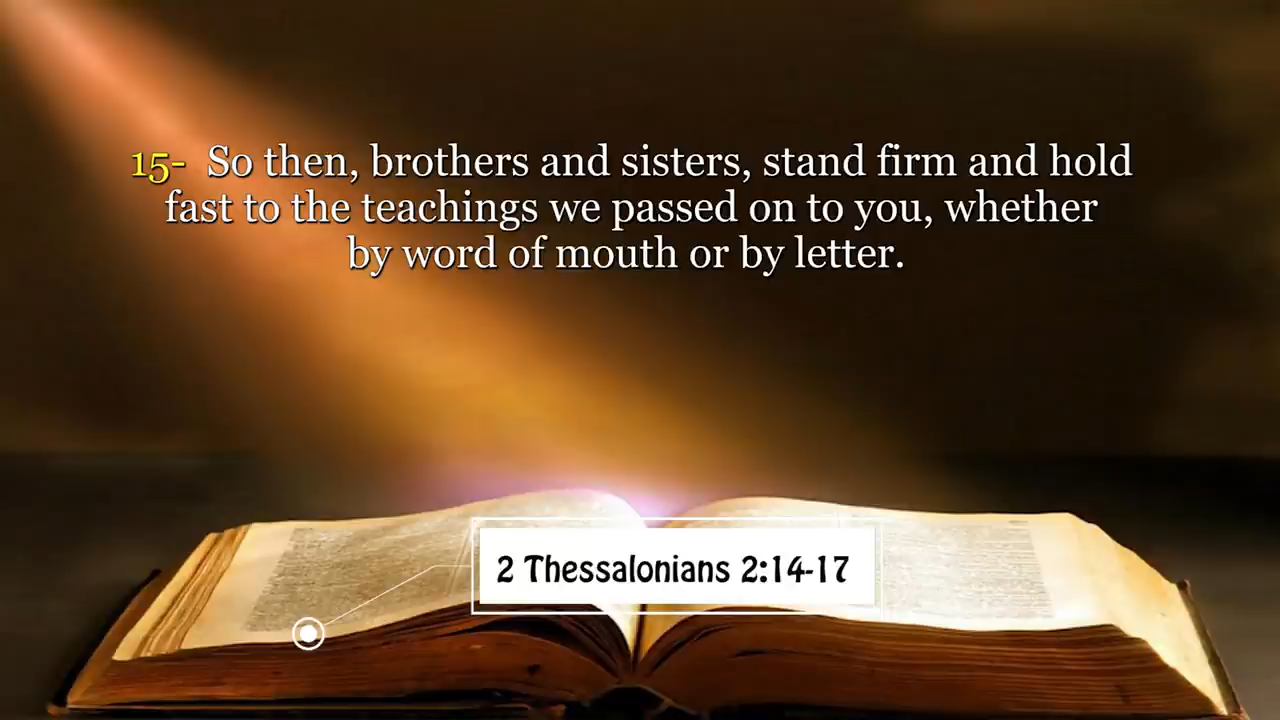 15- So then, brothers and sisters, stand firm and hold
fast to the teachings we passed on to you, whether
by word of mouth or by letter.
2 Thessalonians 2:14-17